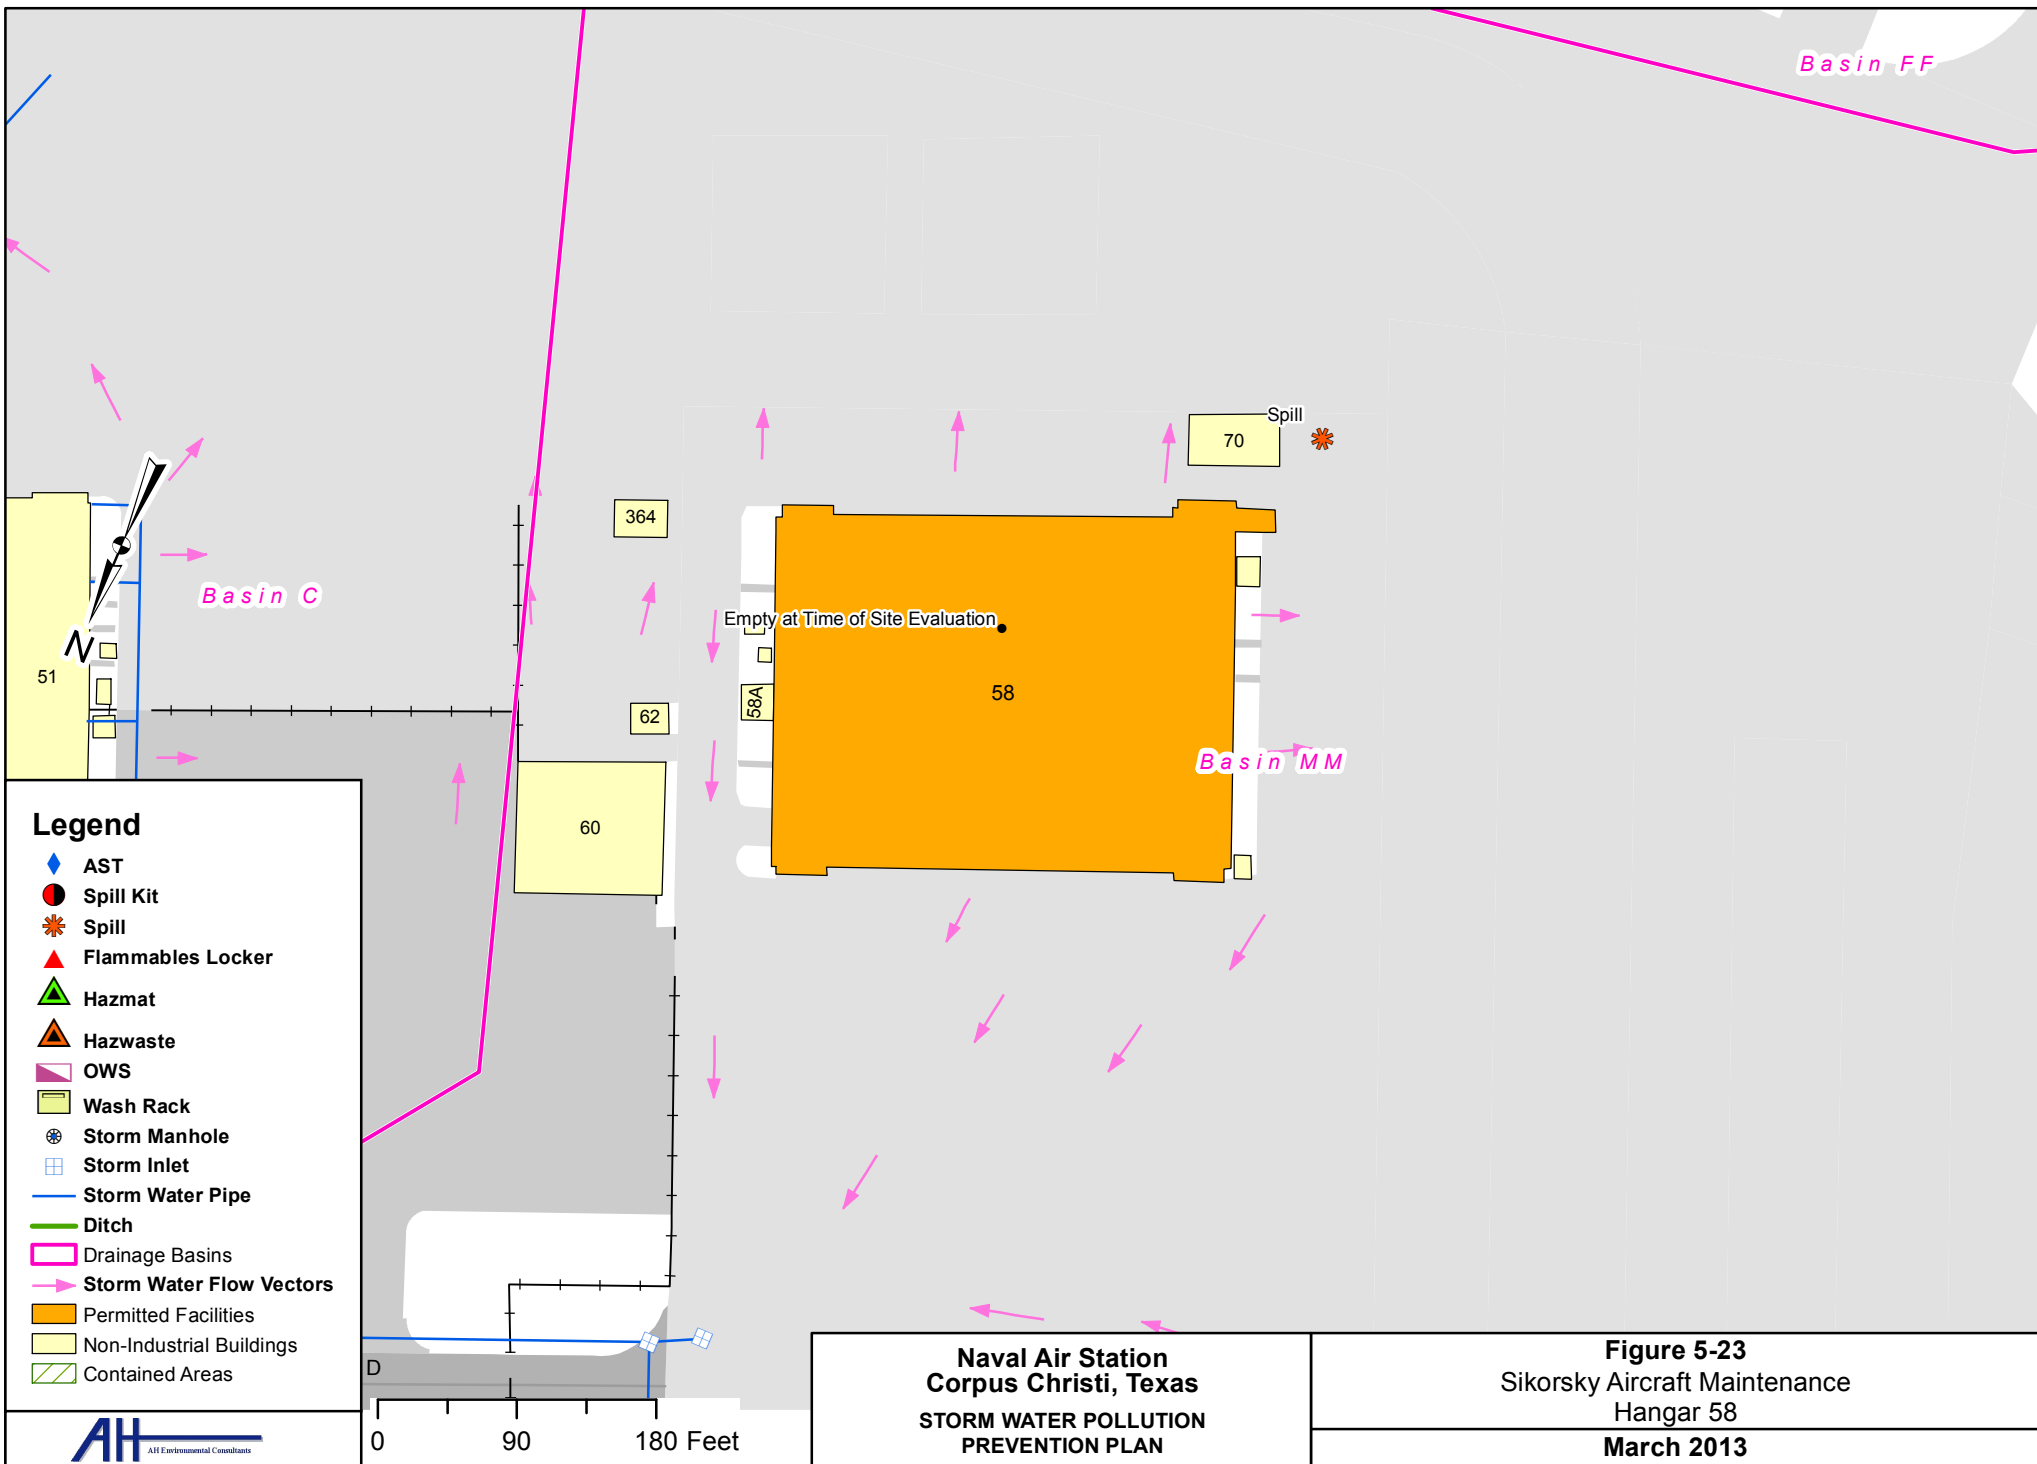 Basin FF
Spill
70
364
Basin C
Empty at Time of Site Evaluation
N
51
58A
58
62
Basin MM
60
Legend
AST
Spill Kit
Spill
Flammables Locker
Hazmat
Hazwaste
OWS
Wash Rack
Storm Manhole
Storm Inlet
Storm Water Pipe
Ditch
Drainage Basins
Storm Water Flow Vectors
Permitted Facilities
Non-Industrial Buildings
Contained Areas
D
AH AH Environmental Consultants
0 90 180 Feet
Naval Air Station
Corpus Christi, Texas
STORM WATER POLLUTION
PREVENTION PLAN
Figure 5-23
Sikorsky Aircraft Maintenance
Hangar 58
March 2013